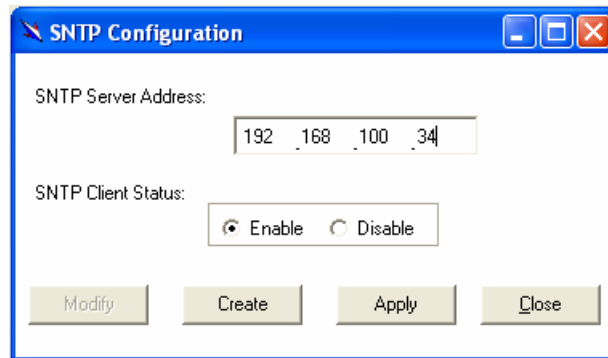 SNTP Configuration
SNTP Server Address:
192 .168 .100 .34
SNTP Client Status:
Enable Disable
Modify Create Apply Close